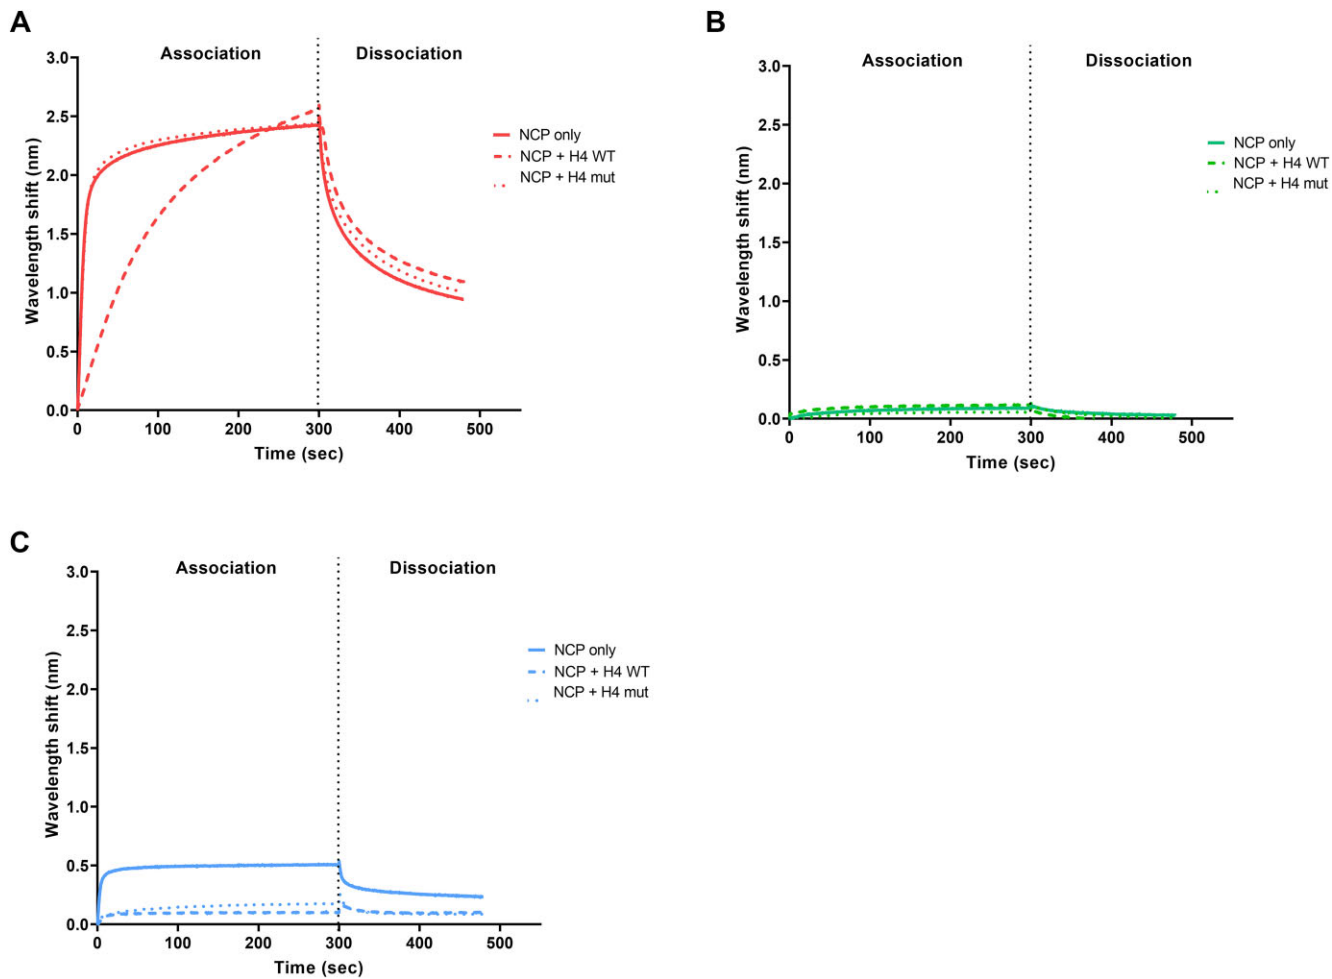 A
Association
Dissociation
3.0
2.5
2.0
1.5
1.0
0.5
0.0
Wavelength shift (nm)
0
100
200
300
400
500
Time (sec)
NCP only
NCP + H4 WT
NCP + H4 mut
B
Association
Dissociation
3.0
2.5
2.0
1.5
1.0
0.5
0.0
Wavelength shift (nm)
0
100
200
300
400
500
Time (sec)
NCP only
NCP + H4 WT
NCP + H4 mut
C
Association
Dissociation
3.0
2.5
2.0
1.5
1.0
0.5
0.0
Wavelength shift (nm)
0
100
200
300
400
500
Time (sec)
NCP only
NCP + H4 WT
NCP + H4 mut